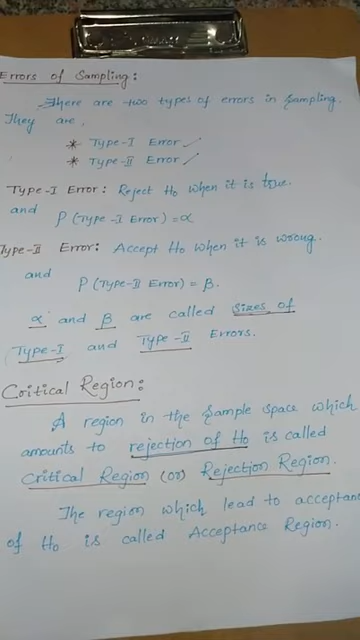 Errors of Sampling:
There are two types of errors in sampling.
They are,
* Type-I Error ✓
* Type-II Error ✓
Type-I Error: Reject H₀ when it is true.
and
P(Type-I Error) = α
Type-II Error: Accept H₀ when it is wrong.
and
P(Type-II Error) = β.
α and β are called sizes of
Type-I and Type-II Errors.
Critical Region:
A region in the sample space which
amounts to rejection of H₀ is called
Critical Region (or) Rejection Region.
The region which lead to acceptan
of H₀ is called Acceptance Region.